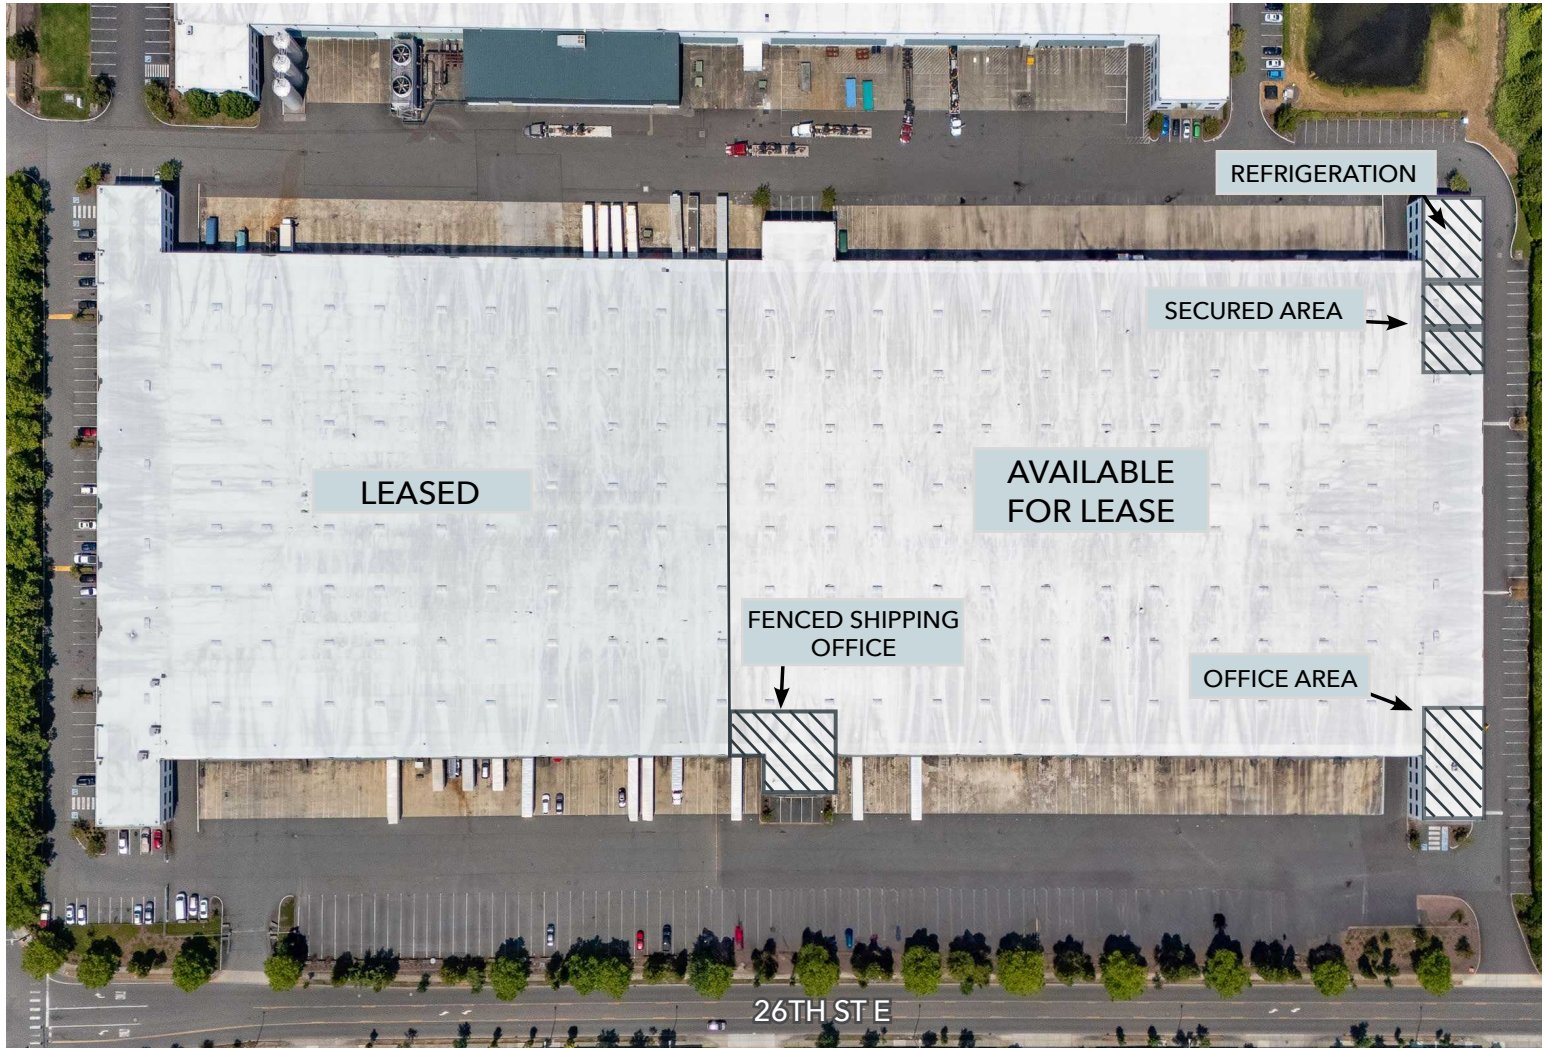 REFRIGERATION
SECURED AREA
LEASED
AVAILABLE
FOR LEASE
FENCED SHIPPING
OFFICE
OFFICE AREA
26TH ST E